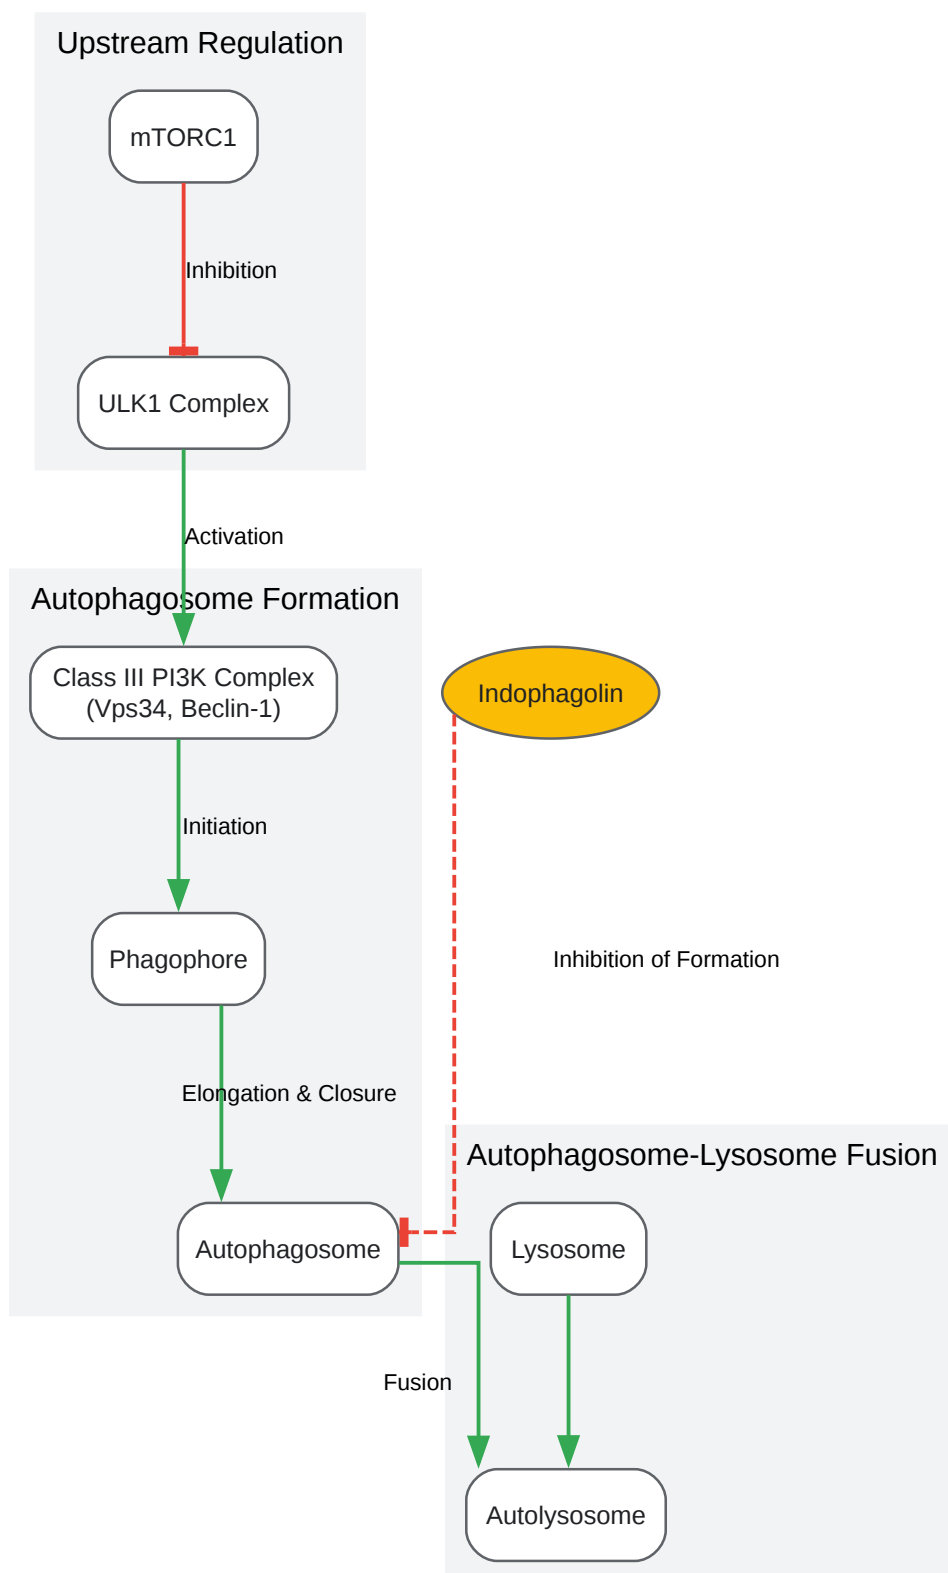 Upstream Regulation
mTORC1
Inhibition
ULK1 Complex
Activation
Autophagosome Formation
Class III PI3K Complex
(Vps34, Beclin-1)
Indophagolin
Initiation
Phagophore
Inhibition of Formation
Elongation & Closure
Autophagosome-Lysosome Fusion
Autophagosome
Lysosome
Fusion
Autolysosome